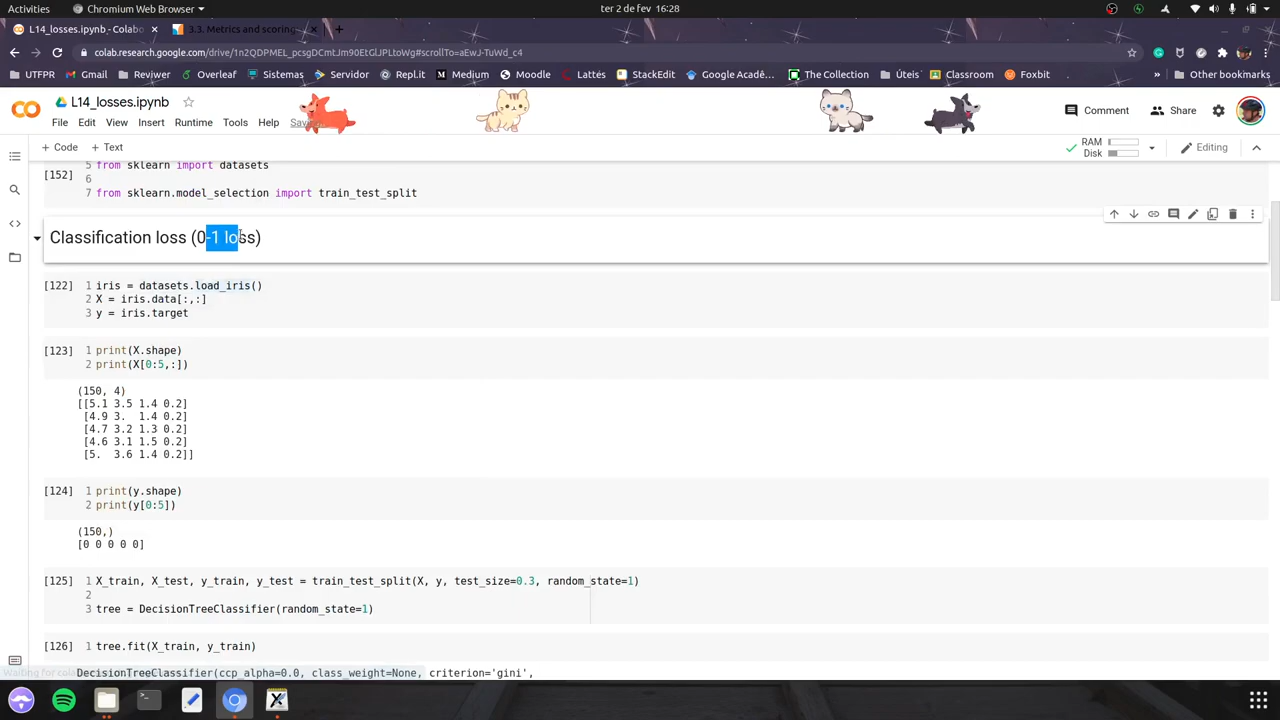 Activities
Chromium Web Browser
ter 2 de fev 16:28
L14_losses.ipynb - Colabo
3.3. Metrics and scoring:
colab.research.google.com/drive/1n2QDPMEL_pcsgDCmtJm90EtGlJPLtoWg#scrollTo=aEwJ-TuWd_c4
UTFPR
Gmail
Reviwer
Overleaf
Sistemas
Servidor
Repl.it
Medium
Moodle
Lattes
StackEdit
Google Acadê...
The Collection
Úteis
Classroom
Foxbit
»
Other bookmarks
L14_losses.ipynb
File Edit View Insert Runtime Tools Help
Comment
Share
+ Code + Text
RAM
Disk
Editing
[152]
5 from sklearn import datasets
6
7 from sklearn.model_selection import train_test_split
Classification loss (0-1 loss)
[122]
1 iris = datasets.load_iris()
2 X = iris.data[:,:]
3 y = iris.target
[123]
1 print(X.shape)
2 print(X[0:5,:])
(150, 4)
[[5.1 3.5 1.4 0.2]
[4.9 3. 1.4 0.2]
[4.7 3.2 1.3 0.2]
[4.6 3.1 1.5 0.2]
[5. 3.6 1.4 0.2]]
[124]
1 print(y.shape)
2 print(y[0:5])
(150,)
[0 0 0 0 0]
[125]
1 X_train, X_test, y_train, y_test = train_test_split(X, y, test_size=0.3, random_state=1)
2
3 tree = DecisionTreeClassifier(random_state=1)
[126]
1 tree.fit(X_train, y_train)
DecisionTreeClassifier(ccp_alpha=0.0, class_weight=None, criterion='gini',